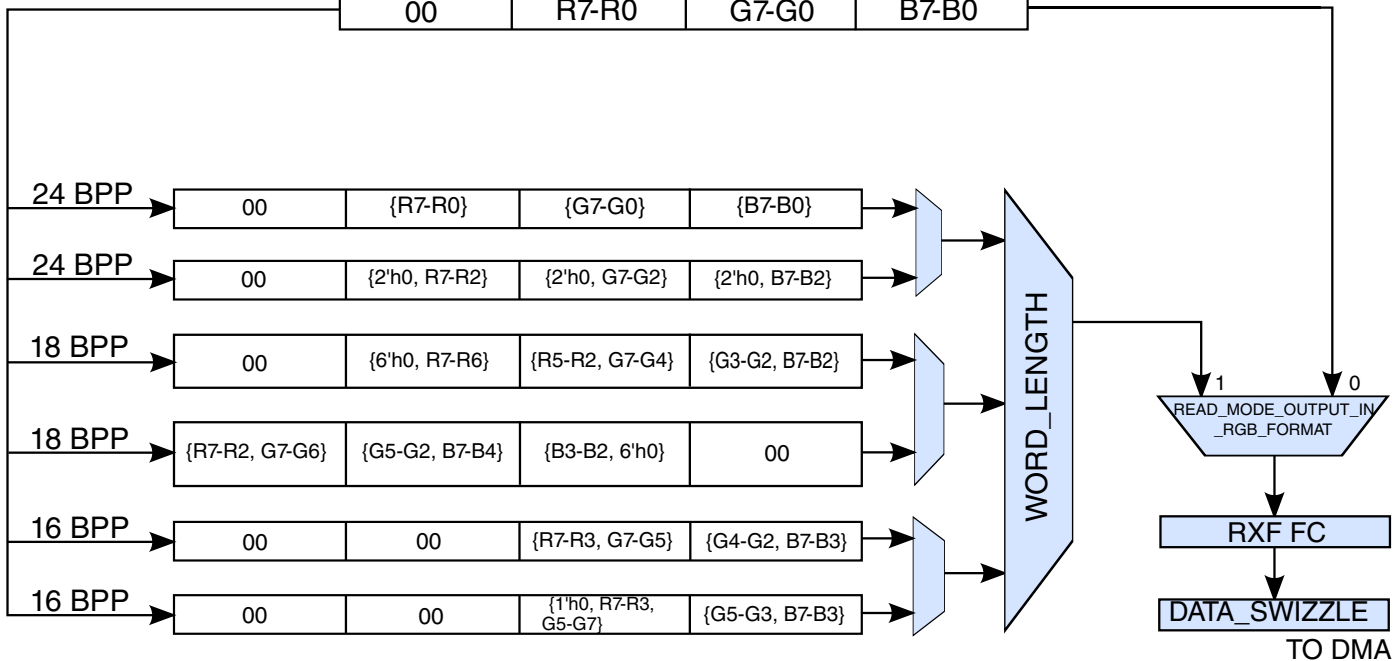 00 R7-R0 G7-G0 B7-B0
24 BPP 00 {R7-R0} {G7-G0} {B7-B0}
24 BPP 00 {2'h0, R7-R2} {2'h0, G7-G2} {2'h0, B7-B2}
18 BPP 00 {6'h0, R7-R6} {R5-R2, G7-G4} {G3-G2, B7-B2}
18 BPP {R7-R2, G7-G6} {G5-G2, B7-B4} {B3-B2, 6'h0} 00
16 BPP 00 00 {R7-R3, G7-G5} {G4-G2, B7-B3}
16 BPP 00 00 {1'h0, R7-R3,
G5-G7} {G5-G3, B7-B3}
WORD_LENGTH
1 0
READ_MODE_OUTPUT_IN
_RGB_FORMAT
RXF FC
DATA_SWIZZLE
TO DMA